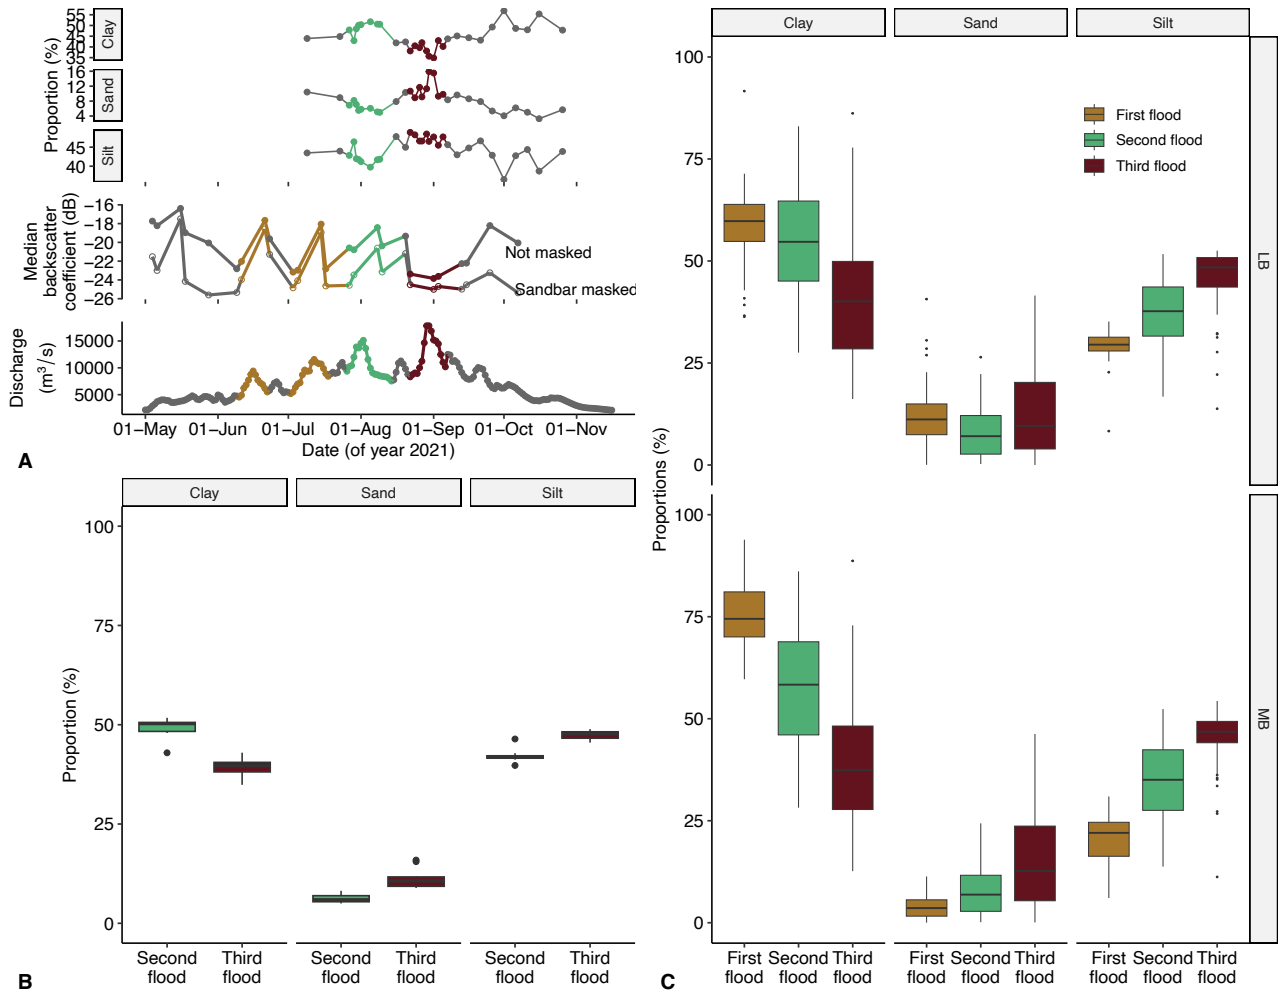 55
50
45
40
35
Clay
16
12
8
4
Sand
45
40
Silt
Proportion (%)
−16
−18
−20
−22
−24
−26
Median
backscatter
coefficient (dB)
Not masked
Sandbar masked
15000
10000
5000
Discharge
(m³/s)
01−May 01−Jun 01−Jul 01−Aug 01−Sep 01−Oct 01−Nov
Date (of year 2021)
A
Clay Sand Silt
100
75
50
25
0
Proportion (%)
Second
flood
Third
flood
Second
flood
Third
flood
Second
flood
Third
flood
B
Clay Sand Silt
100
75
50
25
0
First flood
Second flood
Third flood
LB
Proportions (%)
100
75
50
25
0
MB
First
flood
Second
flood
Third
flood
First
flood
Second
flood
Third
flood
First
flood
Second
flood
Third
flood
C